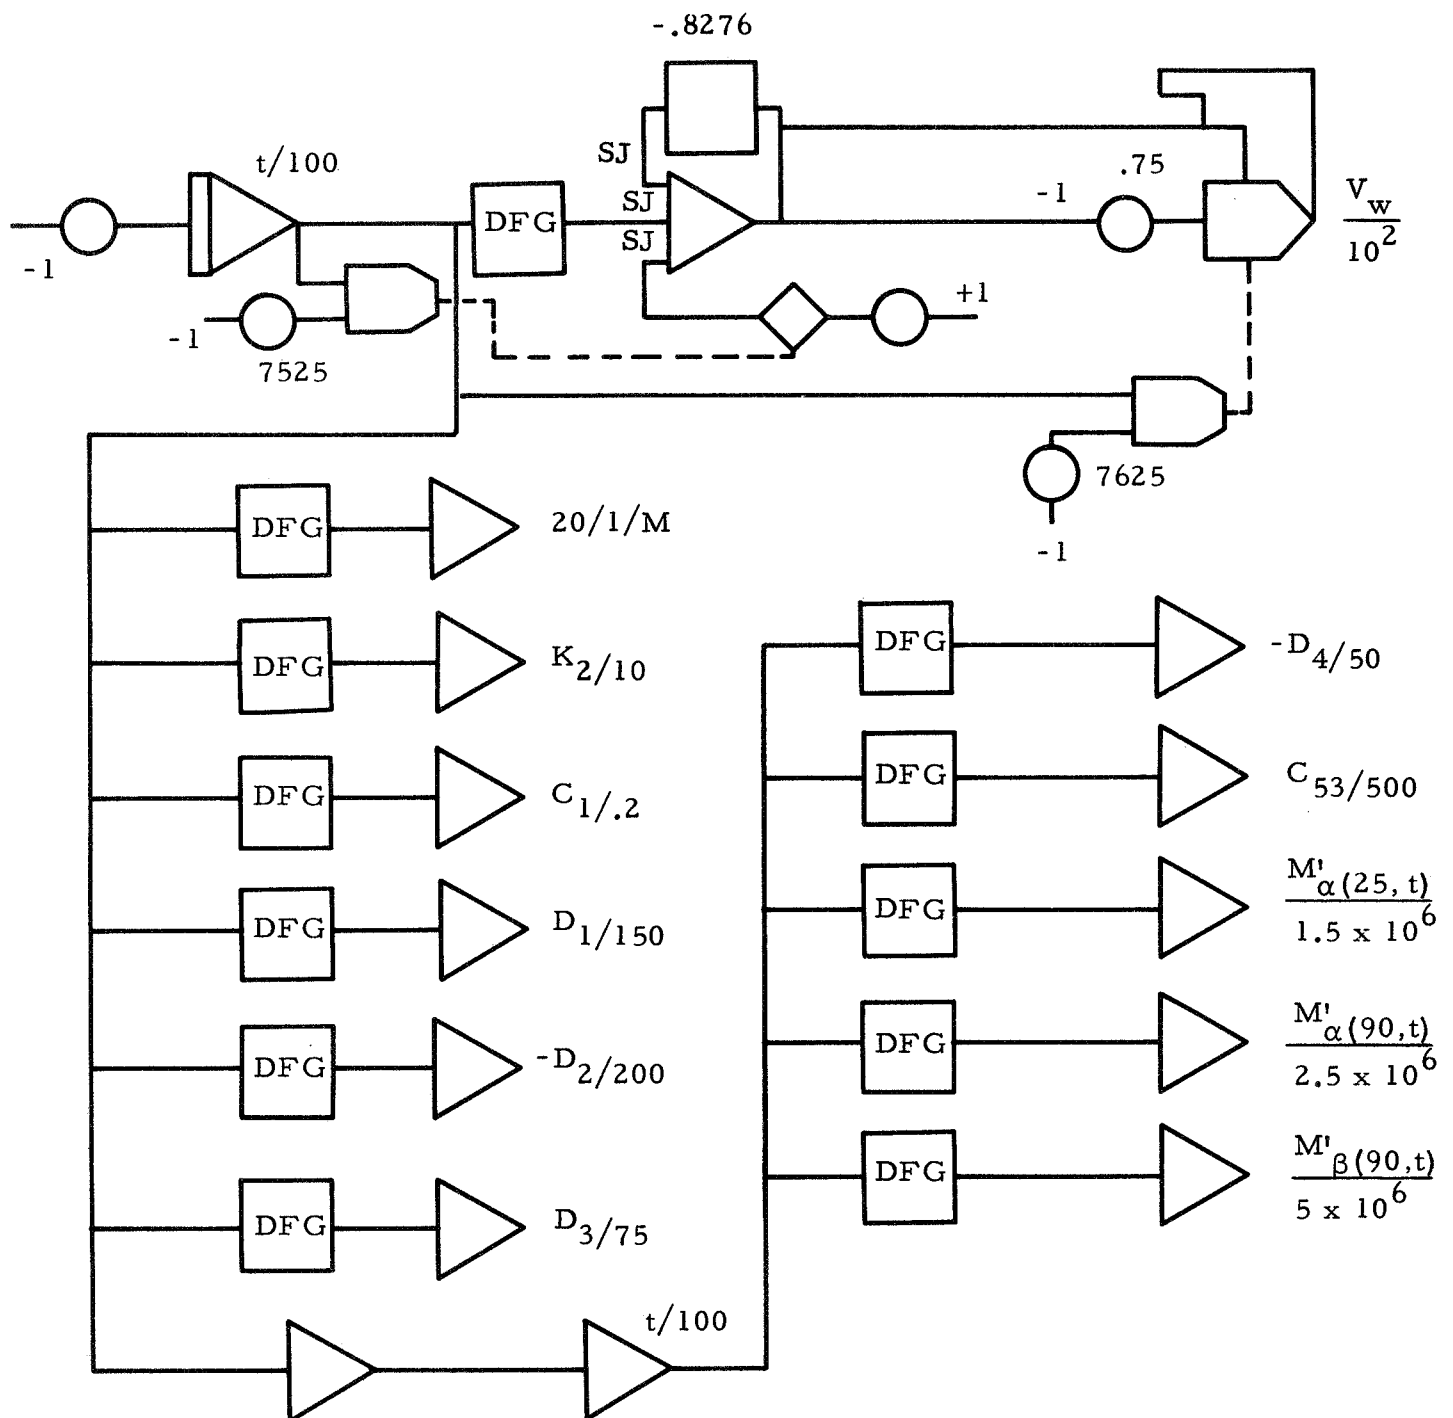 -.8276
t/100
SJ
.75
SJ
-1
DFG
SJ
V_w
10^2
-1
+1
-1
7525
7625
-1
DFG
20/1/M
DFG
K_2/10
DFG
C_1/.2
DFG
D_1/150
DFG
-D_2/200
DFG
D_3/75
t/100
DFG
-D_4/50
DFG
C_53/500
DFG
M'_α(25, t)
1.5 x 10^6
DFG
M'_α(90,t)
2.5 x 10^6
DFG
M'_β(90,t)
5 x 10^6